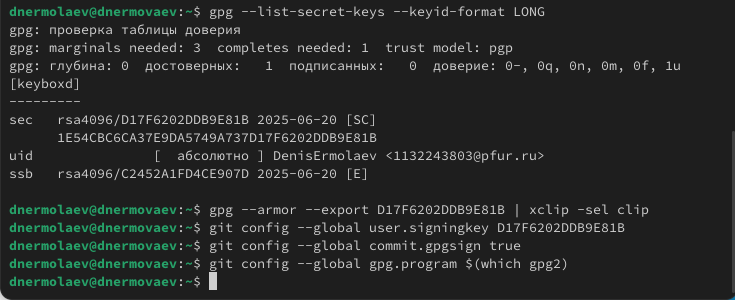 dnermolaev@dnermovaev:~$ gpg --list-secret-keys --keyid-format LONG
gpg: проверка таблицы доверия
gpg: marginals needed: 3  completes needed: 1  trust model: pgp
gpg: глубина: 0  достоверных:   1  подписанных:   0  доверие: 0-, 0q, 0n, 0m, 0f, 1u
[keyboxd]
---------
sec   rsa4096/D17F6202DDB9E81B 2025-06-20 [SC]
      1E54CBC6CA37E9DA5749A737D17F6202DDB9E81B
uid               [  абсолютно ] DenisErmolaev <1132243803@pfur.ru>
ssb   rsa4096/C2452A1FD4CE907D 2025-06-20 [E]
dnermolaev@dnermovaev:~$ gpg --armor --export D17F6202DDB9E81B | xclip -sel clip
dnermolaev@dnermovaev:~$ git config --global user.signingkey D17F6202DDB9E81B
dnermolaev@dnermovaev:~$ git config --global commit.gpgsign true
dnermolaev@dnermovaev:~$ git config --global gpg.program $(which gpg2)
dnermolaev@dnermovaev:~$